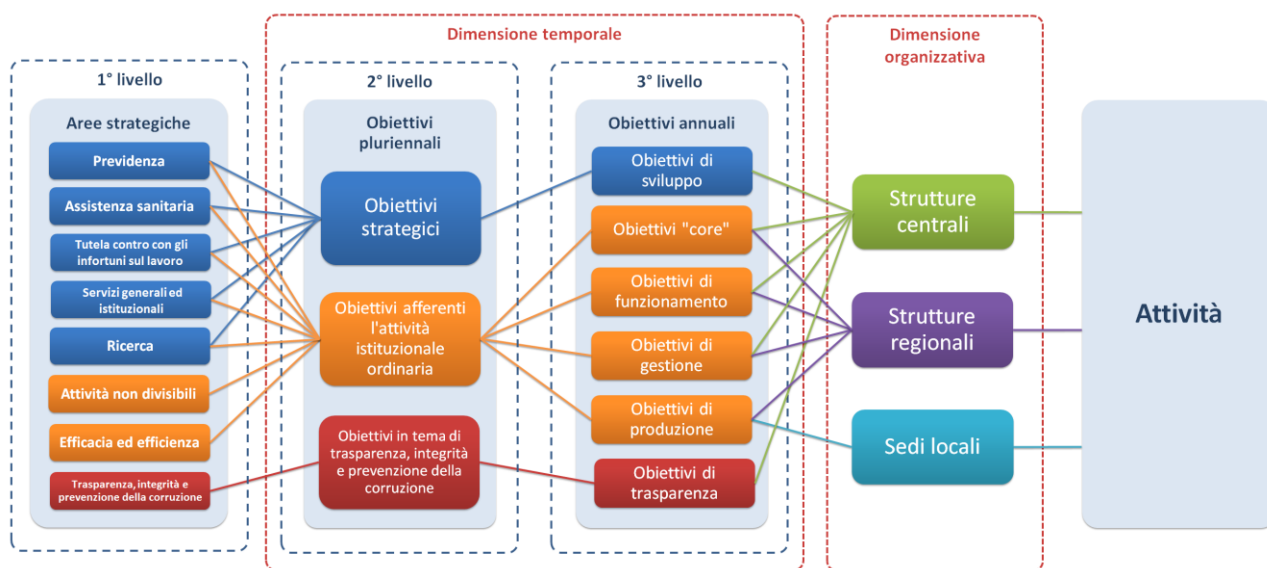 Dimensione temporale
Dimensione
organizzativa
1° livello
Aree strategiche
Previdenza
Assistenza sanitaria
Tutela contro con gli
infortuni sul lavoro
Servizi generali ed
istituzionali
Ricerca
Attività non divisibili
Efficacia ed efficienza
Trasparenza, integrità e
prevenzione della corruzione
2° livello
Obiettivi
pluriennali
Obiettivi
strategici
Obiettivi afferenti
l'attività
istituzionale
ordinaria
Obiettivi in tema di
trasparenza, integrità
e prevenzione della
corruzione
3° livello
Obiettivi annuali
Obiettivi di
sviluppo
Obiettivi "core"
Obiettivi di
funzionamento
Obiettivi di
gestione
Obiettivi di
produzione
Obiettivi di
trasparenza
Strutture
centrali
Strutture
regionali
Sedi locali
Attività